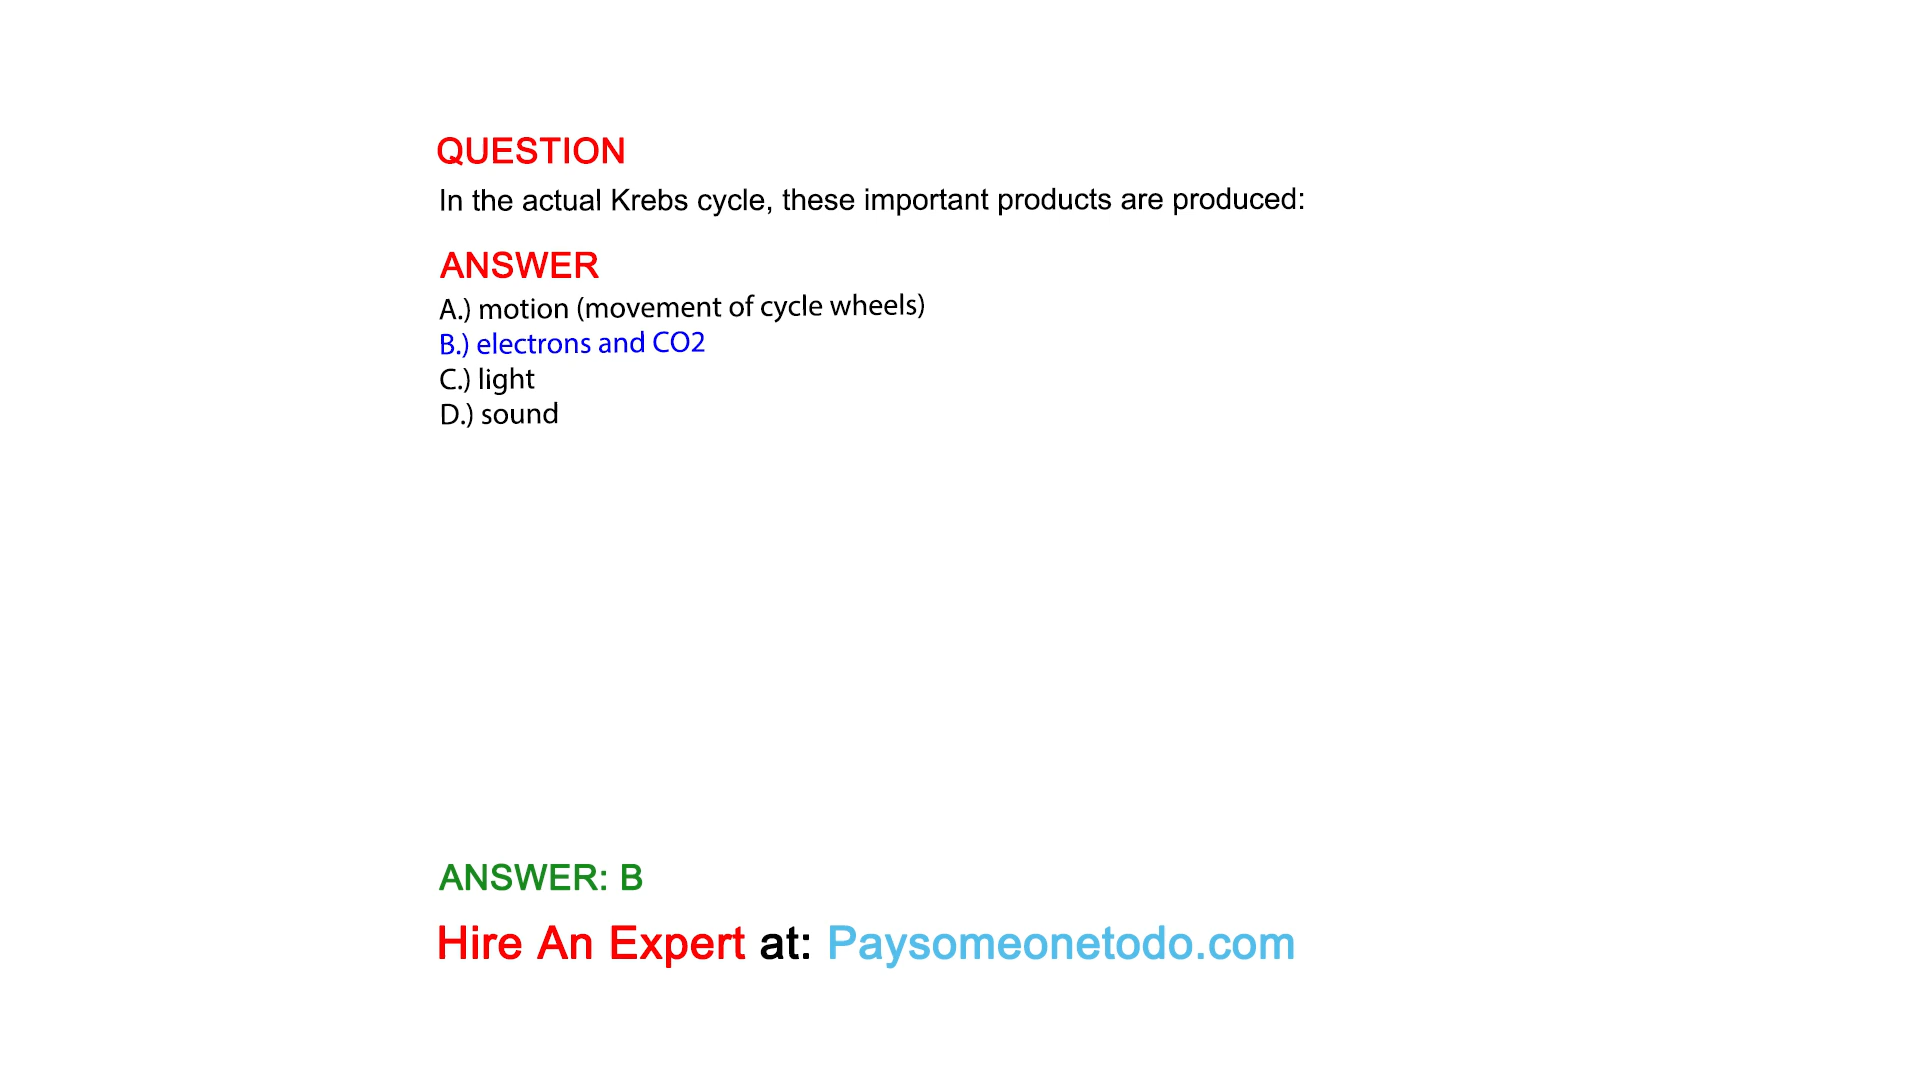 QUESTION
In the actual Krebs cycle, these important products are produced:
ANSWER
A.) motion (movement of cycle wheels)
B.) electrons and CO2
C.) light
D.) sound
ANSWER: B
Hire An Expert at: Paysomeonetodo.com